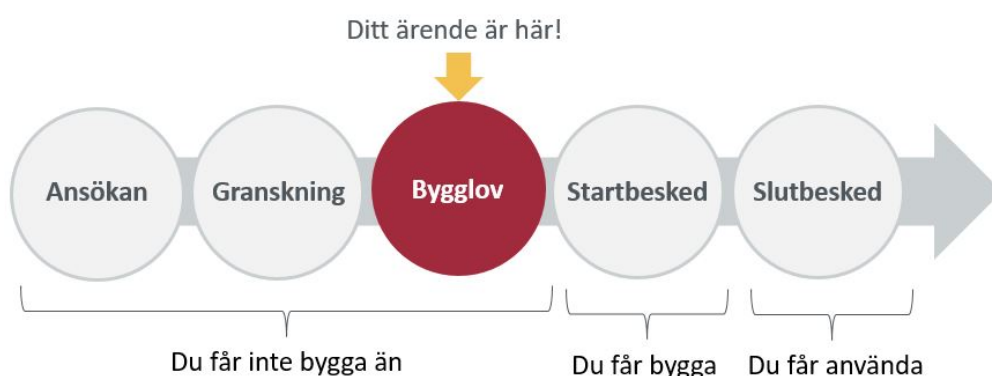 Ditt ärende är här!
Ansökan
Granskning
Bygglov
Startbesked
Slutbesked
Du får inte bygga än
Du får bygga
Du får använda